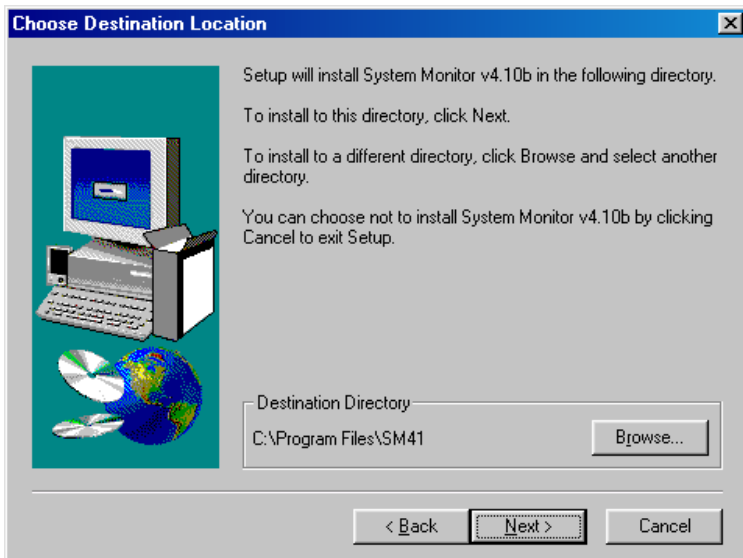 Choose Destination Location
Setup will install System Monitor v4.10b in the following directory.
To install to this directory, click Next.
To install to a different directory, click Browse and select another
directory.
You can choose not to install System Monitor v4.10b by clicking
Cancel to exit Setup.
Destination Directory
C:\Program Files\SM41
Browse...
< Back
Next >
Cancel